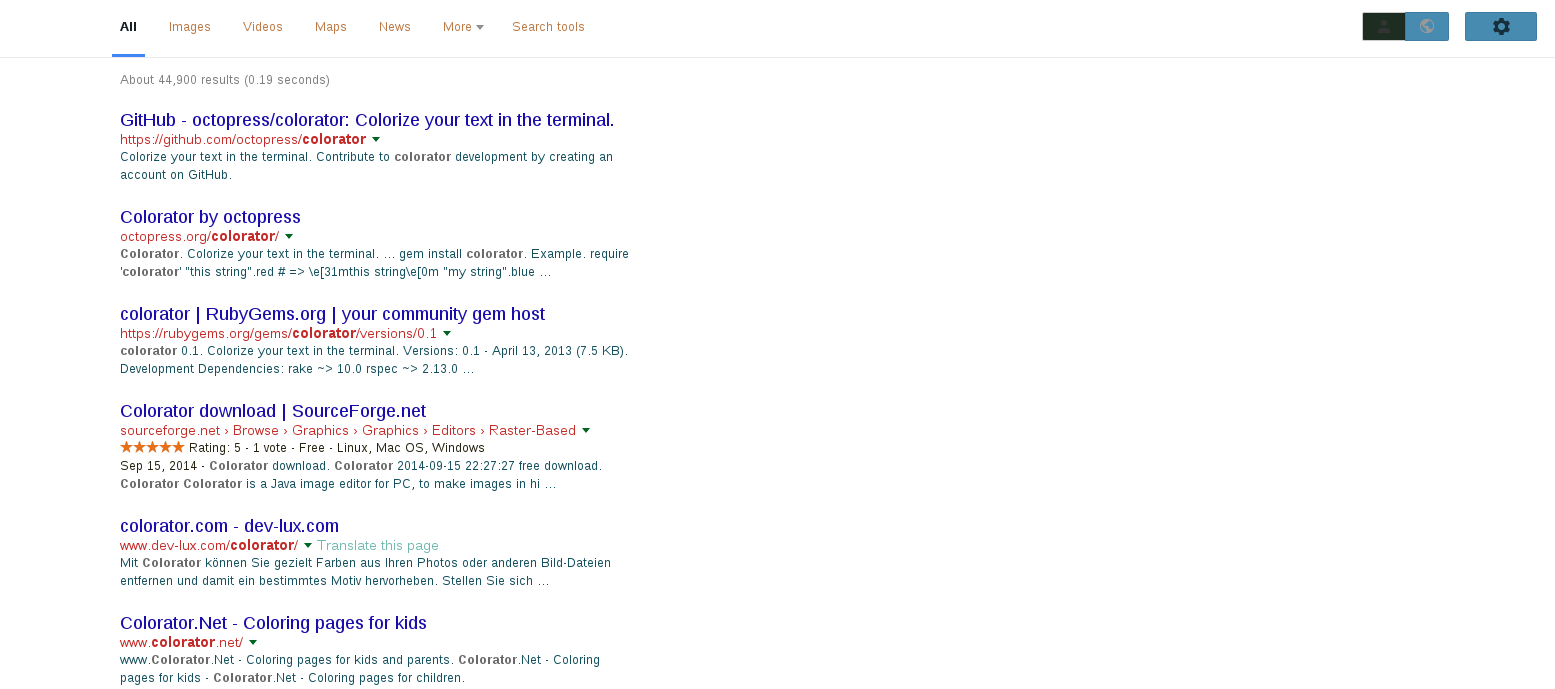 All Images Videos Maps News More Search tools
About 44,900 results (0.19 seconds)
GitHub - octopress/colorator: Colorize your text in the terminal.
https://github.com/octopress/colorator
Colorize your text in the terminal. Contribute to colorator development by creating an
account on GitHub.
Colorator by octopress
octopress.org/colorator/
Colorator. Colorize your text in the terminal. ... gem install colorator. Example. require
'colorator' "this string".red # => \e[31mthis string\e[0m "my string".blue ...
colorator | RubyGems.org | your community gem host
https://rubygems.org/gems/colorator/versions/0.1
colorator 0.1. Colorize your text in the terminal. Versions: 0.1 - April 13, 2013 (7.5 KB).
Development Dependencies: rake ~> 10.0 rspec ~> 2.13.0 ...
Colorator download | SourceForge.net
sourceforge.net › Browse › Graphics › Graphics › Editors › Raster-Based
★★★★★ Rating: 5 - 1 vote - Free - Linux, Mac OS, Windows
Sep 15, 2014 - Colorator download. Colorator 2014-09-15 22:27:27 free download.
Colorator Colorator is a Java image editor for PC, to make images in hi ...
colorator.com - dev-lux.com
www.dev-lux.com/colorator/ Translate this page
Mit Colorator können Sie gezielt Farben aus Ihren Photos oder anderen Bild-Dateien
entfernen und damit ein bestimmtes Motiv hervorheben. Stellen Sie sich ...
Colorator.Net - Coloring pages for kids
www.colorator.net/
www.Colorator.Net - Coloring pages for kids and parents. Colorator.Net - Coloring
pages for kids - Colorator.Net - Coloring pages for children.